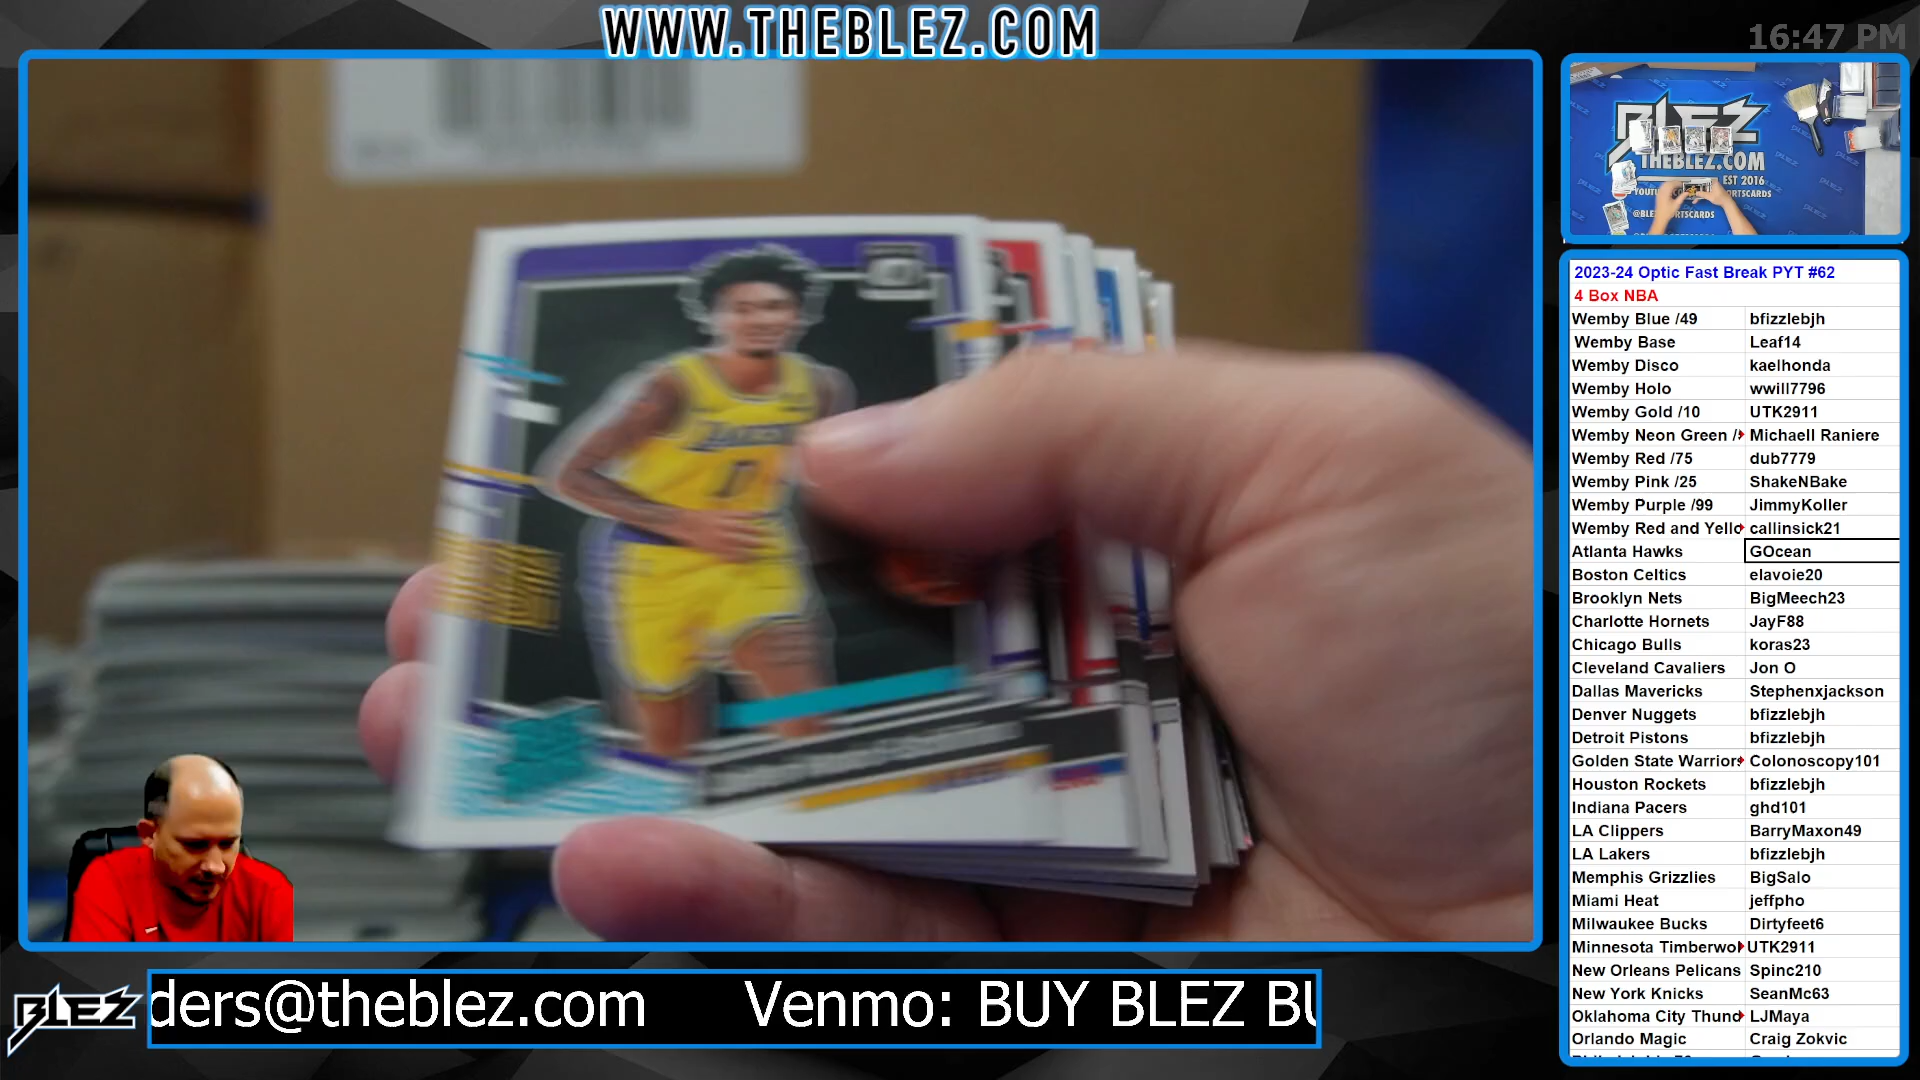 WWW.THEBLEZ.COM
16:47 PM
BLEZ
THEBLEZ.COM
EST 2016
2023-24 Optic Fast Break PYT #62
4 Box NBA
Wemby Blue /49 bfizzlebjh
Wemby Base Leaf14
Wemby Disco kaelhonda
Wemby Holo wwill7796
Wemby Gold /10 UTK2911
Wemby Neon Green / Michaell Raniere
Wemby Red /75 dub7779
Wemby Pink /25 ShakeNBake
Wemby Purple /99 JimmyKoller
Wemby Red and Yello callinsick21
Atlanta Hawks GOcean
Boston Celtics elavoie20
Brooklyn Nets BigMeech23
Charlotte Hornets JayF88
Chicago Bulls koras23
Cleveland Cavaliers Jon O
Dallas Mavericks Stephenxjackson
Denver Nuggets bfizzlebjh
Detroit Pistons bfizzlebjh
Golden State Warriors Colonoscopy101
Houston Rockets bfizzlebjh
Indiana Pacers ghd101
LA Clippers BarryMaxon49
LA Lakers bfizzlebjh
Memphis Grizzlies BigSalo
Miami Heat jeffpho
Milwaukee Bucks Dirtyfeet6
Minnesota Timberwol UTK2911
New Orleans Pelicans Spinc210
New York Knicks SeanMc63
Oklahoma City Thund LJMaya
Orlando Magic Craig Zokvic
BLEZ
ders@theblez.com Venmo: BUY BLEZ BU